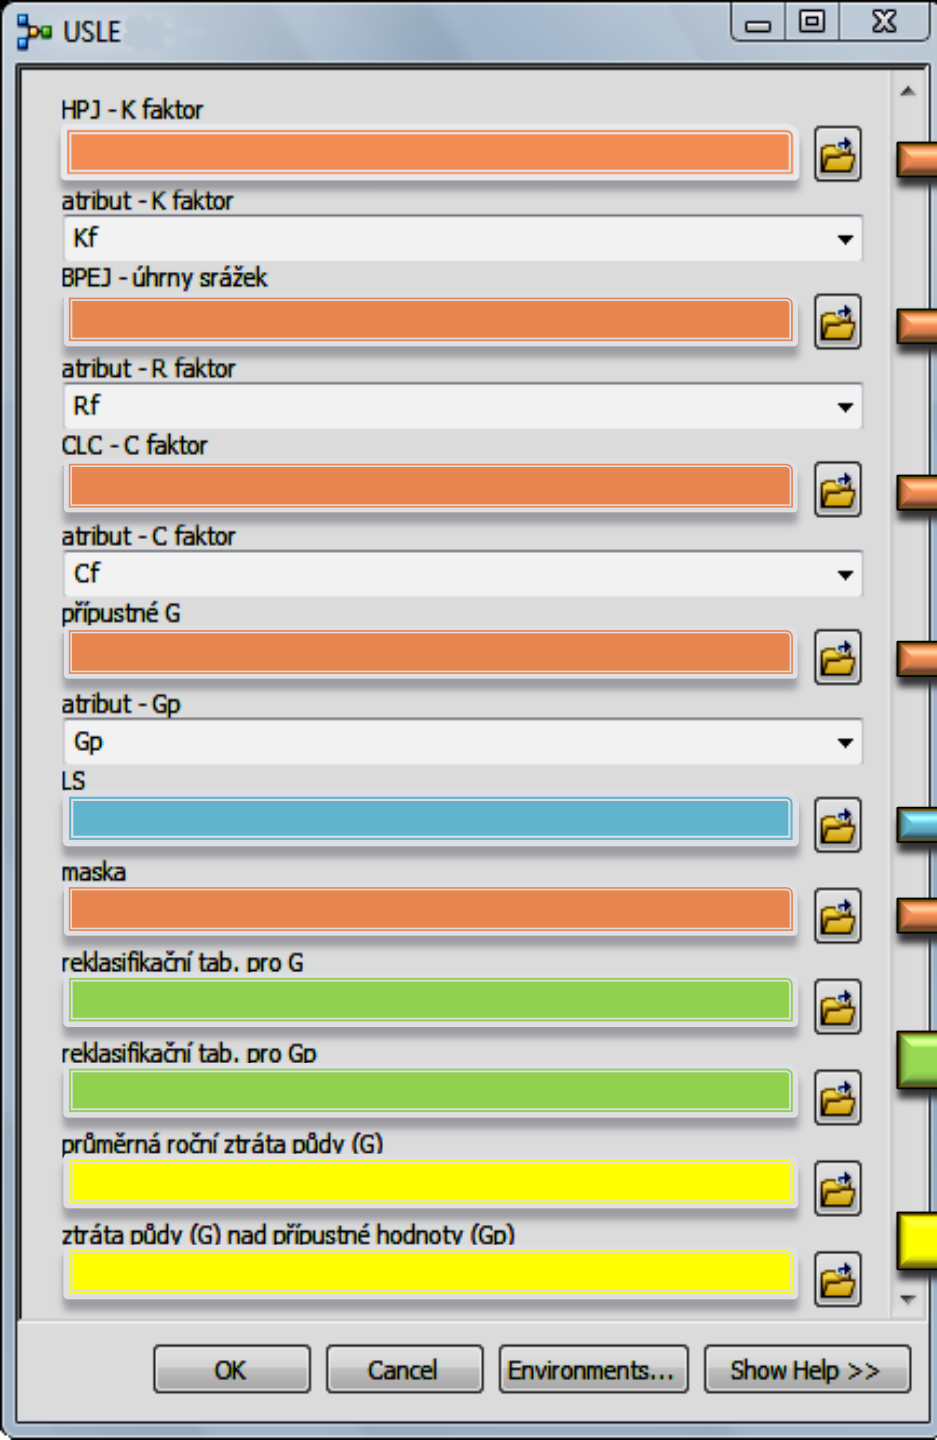 USLE
HPJ - K faktor
atribut - K faktor
Kf
BPEJ - úhrny srážek
atribut - R faktor
Rf
CLC - C faktor
atribut - C faktor
Cf
přípustné G
atribut - Gp
Gp
LS
maska
reklasifikační tab. pro G
reklasifikační tab. pro Gp
průměrná roční ztráta půdy (G)
ztráta půdy (G) nad přípustné hodnoty (Gp)
OK Cancel Environments... Show Help >>